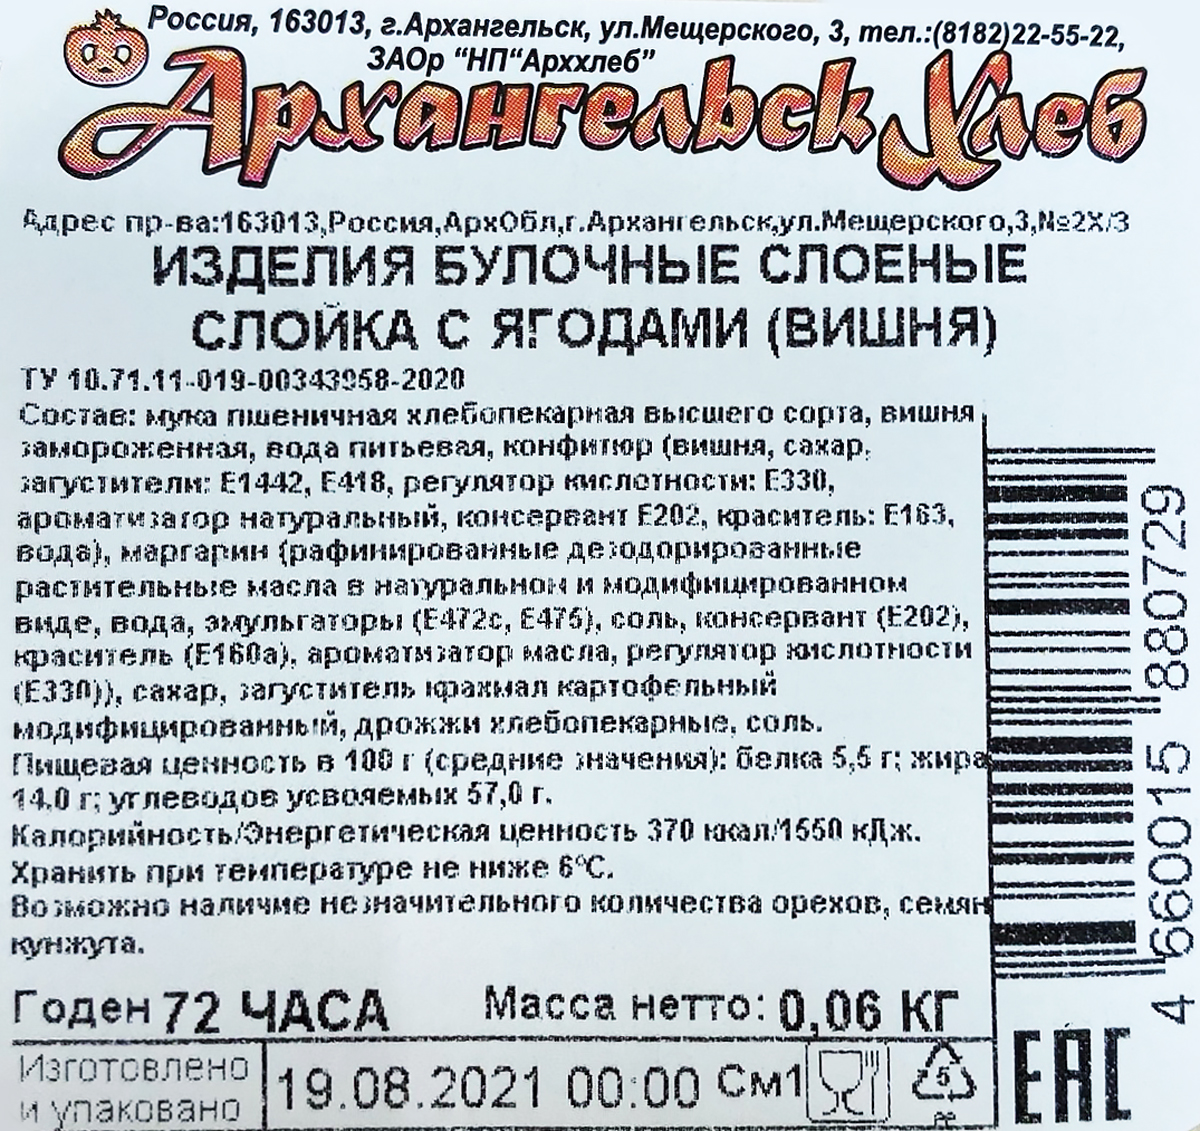 Россия, 163013, г.Архангельск, ул.Мещерского, 3, тел.:(8182)22-55-22,
ЗАОр "НП"Арххлеб"
Архангельск Хлеб
Адрес пр-ва:163013,Россия,АрхОбл,г.Архангельск,ул.Мещерского,3,№2Х/З
ИЗДЕЛИЯ БУЛОЧНЫЕ СЛОЕНЫЕ
СЛОЙКА С ЯГОДАМИ (ВИШНЯ)
ТУ 10.71.11-019-00343958-2020
Состав: мука пшеничная хлебопекарная высшего сорта, вишня
замороженная, вода питьевая, конфитюр (вишня, сахар,
загустители: Е1442, Е418, регулятор кислотности: Е330,
ароматизатор натуральный, консервант Е202, краситель: Е163,
вода), маргарин (рафинированные дезодорированные
растительные масла в натуральном и модифицированном
виде, вода, эмульгаторы (Е472с, Е475), соль, консервант (Е202),
краситель (Е160а), ароматизатор масла, регулятор кислотности
(Е330)), сахар, загуститель крахмал картофельный
модифицированный, дрожжи хлебопекарные, соль.
Пищевая ценность в 100 г (средние значения): белка 5,5 г; жира
14,0 г; углеводов усвояемых 57,0 г.
Калорийность/Энергетическая ценность 370 ккал/1550 кДж.
Хранить при температуре не ниже 6°С.
Возможно наличие незначительного количества орехов, семян
кунжута.
Годен 72 ЧАСА Масса нетто: 0,06 КГ
Изготовлено
и упаковано
19.08.2021 00:00 См1
5
PP
EAC
4 660015 880729